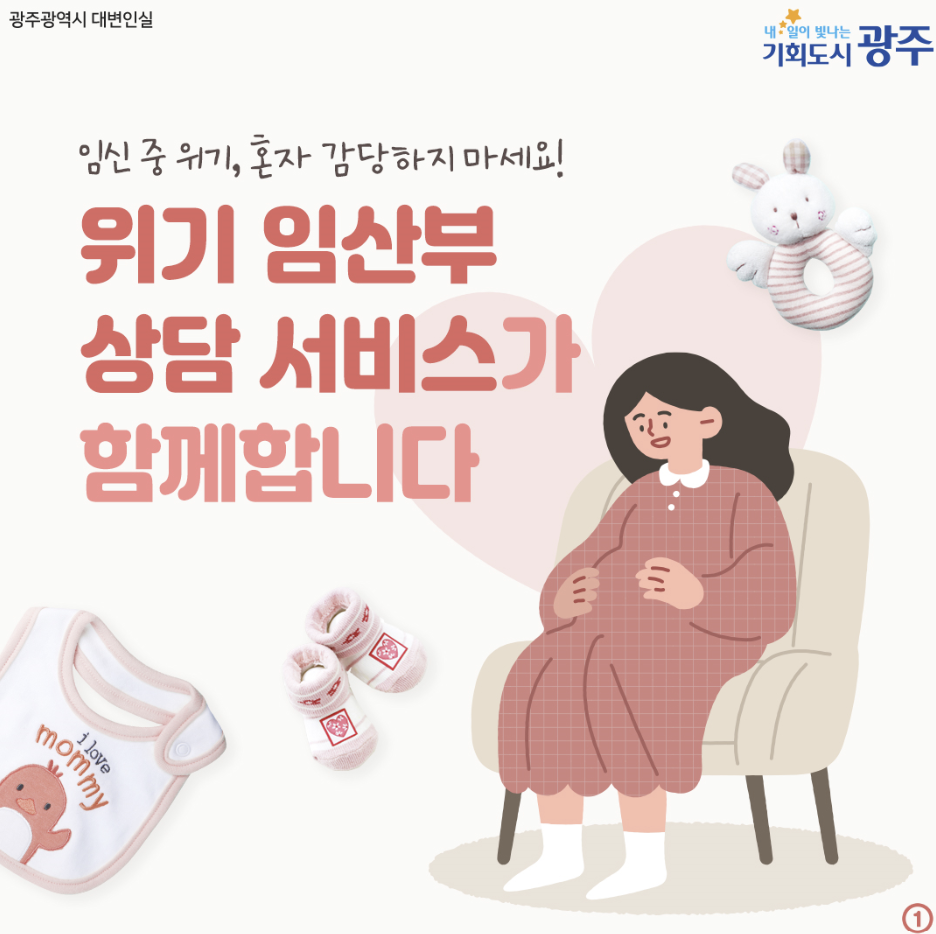 광주광역시 대변인실
내☆일이 빛나는
기회도시 광주
임신 중 위기, 혼자 감당하지 마세요!
위기 임산부
상담 서비스가
함께합니다
i love
mommy
1